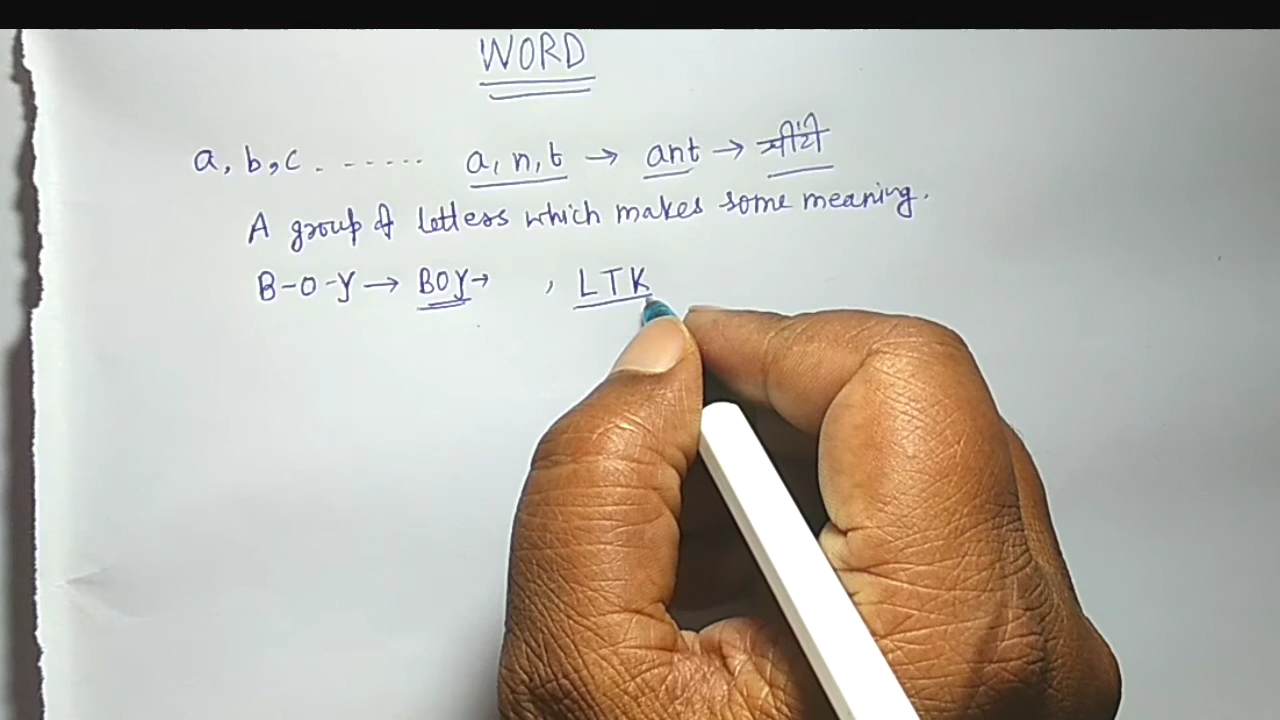 WORD
a, b, c . ..... a, n, t → ant → चींटी
A group of letters which makes some meaning.
B-O-Y → BOY → , LTK